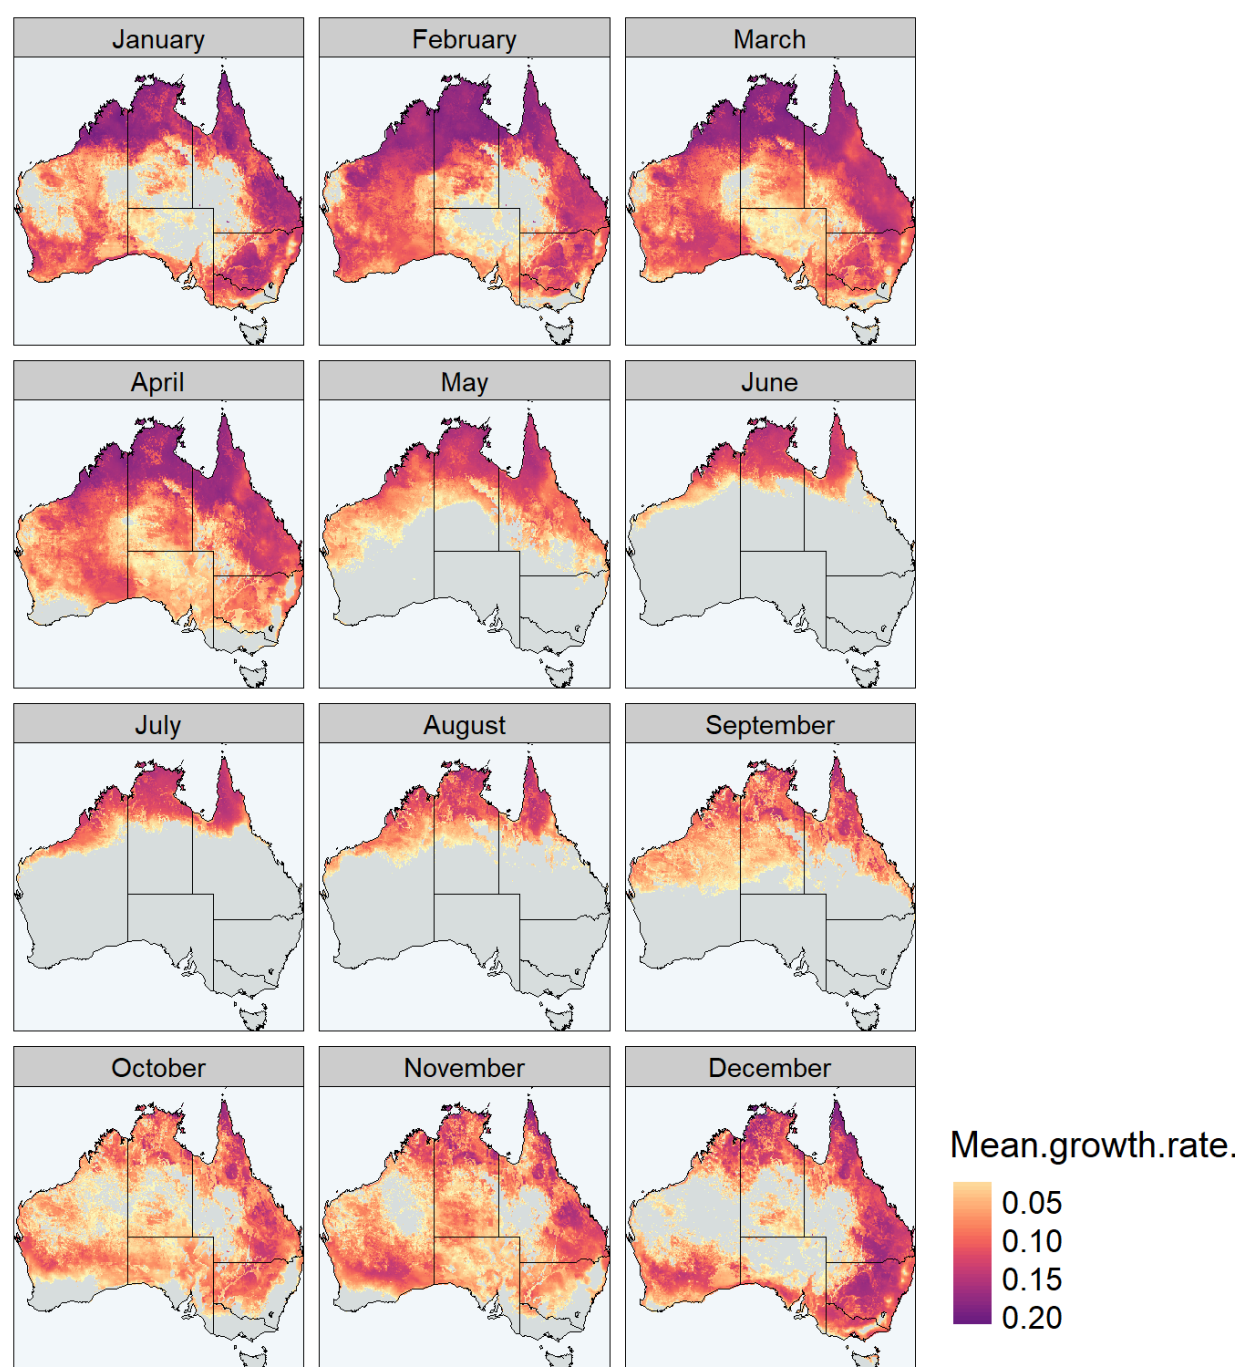 January
February
March
April
May
June
July
August
September
October
November
December
Mean.growth.rate.
0.05
0.10
0.15
0.20